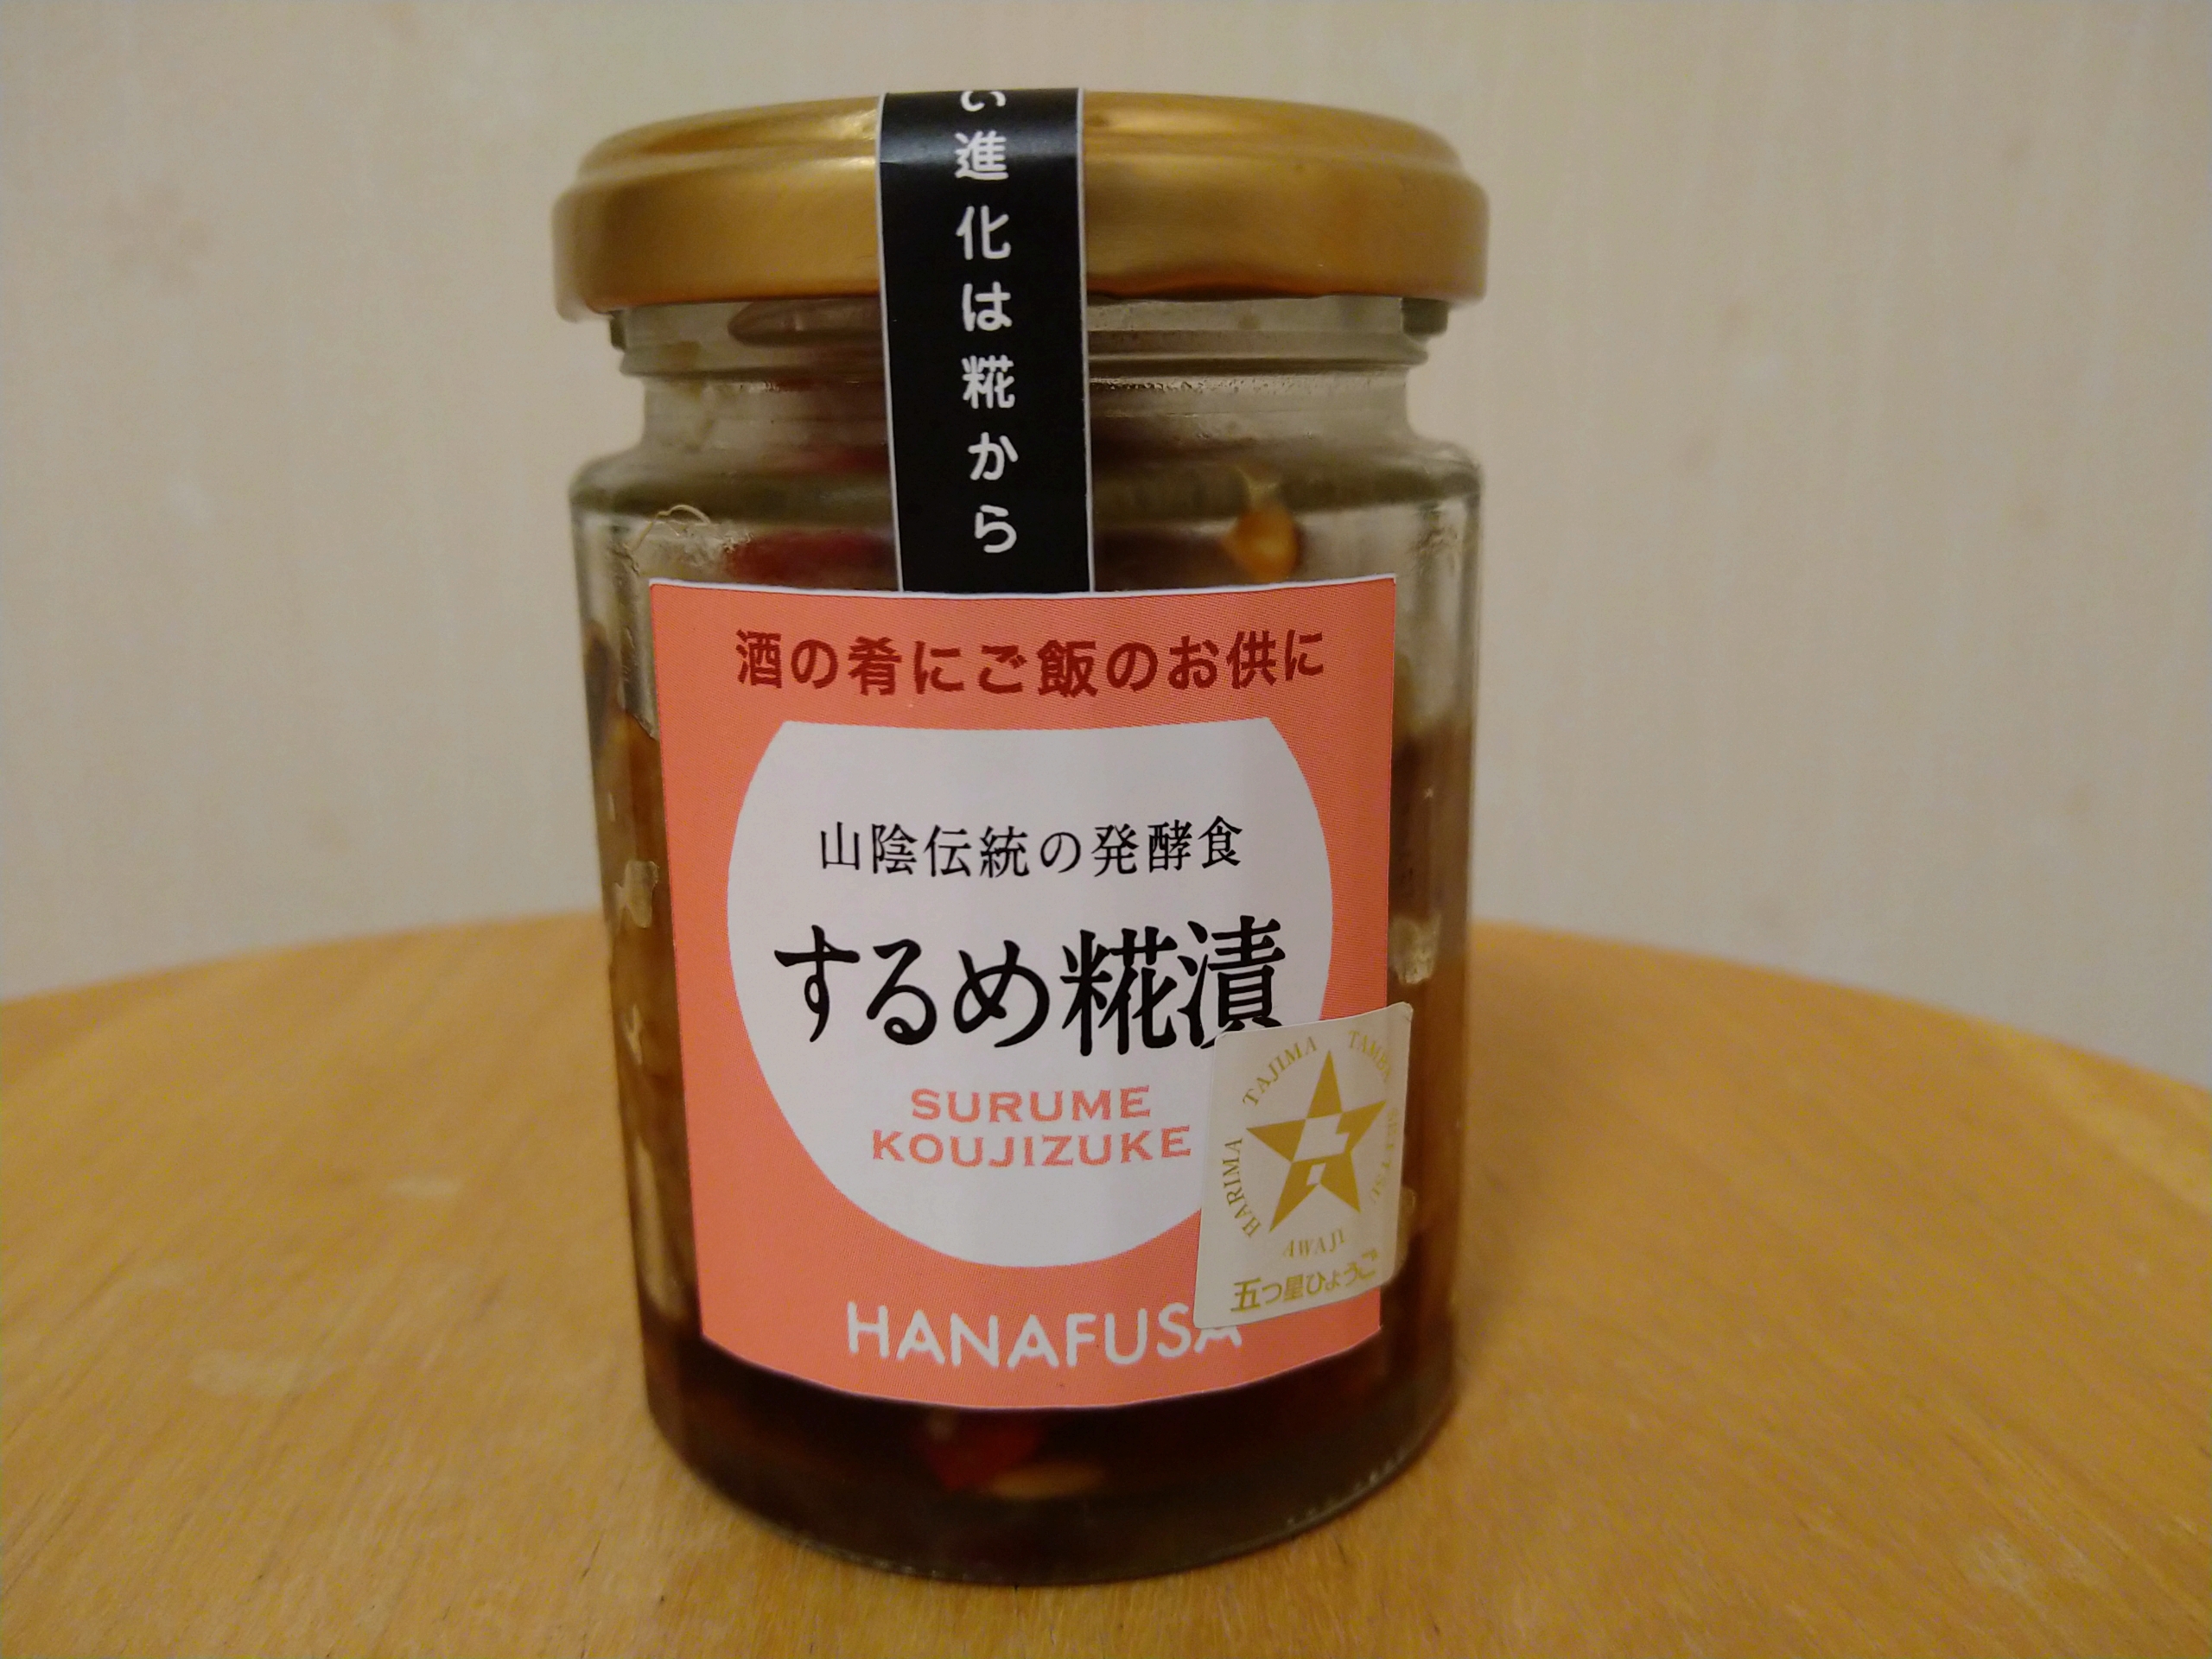 い進化は糀から
酒の肴にご飯のお供に
山陰伝統の発酵食
するめ糀漬
SURUME
KOUJIZUKE
HANAFUSA
HARIMA TAJIMA TAMBA SETTSU AWAJI
五つ星ひょうご